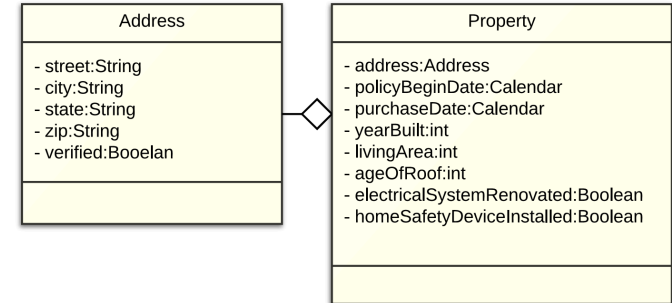 Address
- street:String
- city:String
- state:String
- zip:String
- verified:Booelan
Property
- address:Address
- policyBeginDate:Calendar
- purchaseDate:Calendar
- yearBuilt:int
- livingArea:int
- ageOfRoof:int
- electricalSystemRenovated:Boolean
- homeSafetyDeviceInstalled:Boolean